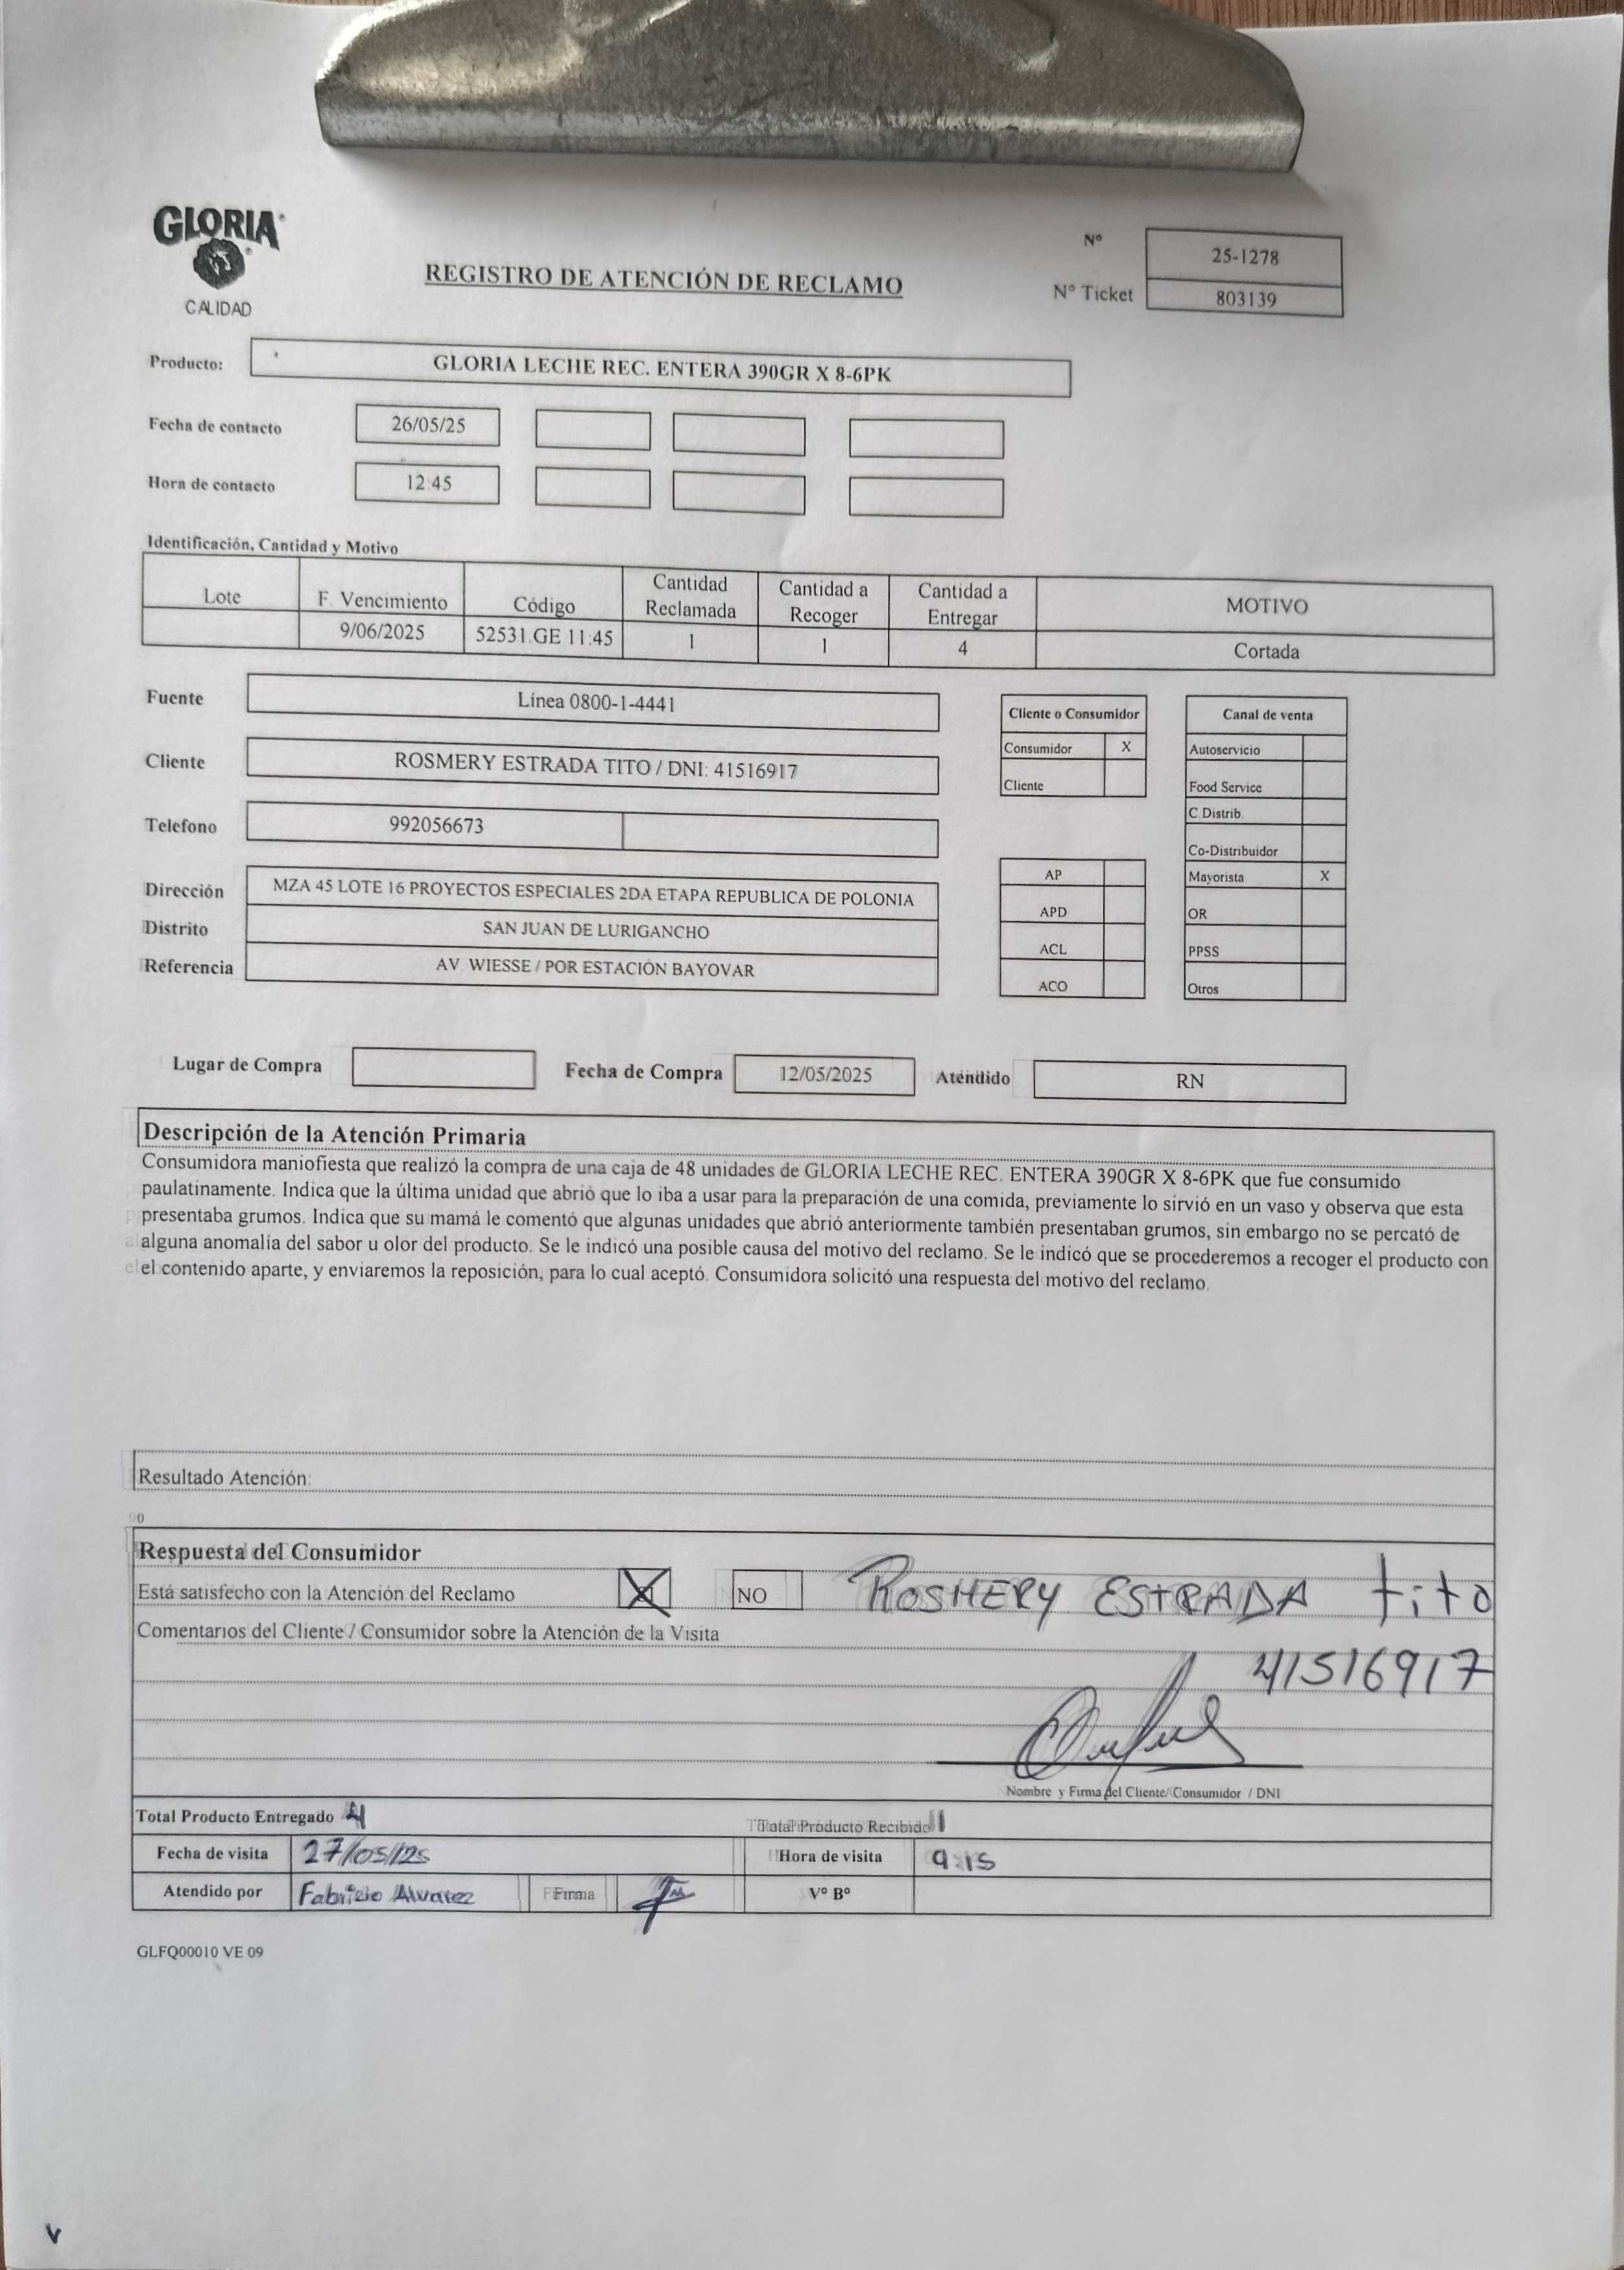 GLORIA
CALIDAD
REGISTRO DE ATENCIÓN DE RECLAMO
Nº 25-1278
Nº Ticket 803139
Producto: GLORIA LECHE REC. ENTERA 390GR X 8-6PK
Fecha de contacto 26/05/25
Hora de contacto 12:45
Identificación, Cantidad y Motivo
Lote F. Vencimiento Código Cantidad Reclamada Cantidad a Recoger Cantidad a Entregar MOTIVO
9/06/2025 52531.GE 11:45 1 1 4 Cortada
Fuente Línea 0800-1-4441
Cliente ROSMERY ESTRADA TITO / DNI: 41516917
Telefono 992056673
Dirección MZA 45 LOTE 16 PROYECTOS ESPECIALES 2DA ETAPA REPUBLICA DE POLONIA
Distrito SAN JUAN DE LURIGANCHO
Referencia AV. WIESSE / POR ESTACIÓN BAYOVAR
Cliente o Consumidor
Consumidor X
Cliente
AP
APD
ACL
ACO
Canal de venta
Autoservicio
Food Service
C.Distrib.
Co-Distribuidor
Mayorista X
OR
PPSS
Otros
Lugar de Compra Fecha de Compra 12/05/2025 Atendido RN
Descripción de la Atención Primaria
Consumidora maniofiesta que realizó la compra de una caja de 48 unidades de GLORIA LECHE REC. ENTERA 390GR X 8-6PK que fue consumido
paulatinamente. Indica que la última unidad que abrió que lo iba a usar para la preparación de una comida, previamente lo sirvió en un vaso y observa que esta
presentaba grumos. Indica que su mamá le comentó que algunas unidades que abrió anteriormente también presentaban grumos, sin embargo no se percató de
alguna anomalía del sabor u olor del producto. Se le indicó una posible causa del motivo del reclamo. Se le indicó que se procederemos a recoger el producto con
el contenido aparte, y enviaremos la reposición, para lo cual aceptó. Consumidora solicitó una respuesta del motivo del reclamo.
Resultado Atención:
0
Respuesta del Consumidor
Está satisfecho con la Atención del Reclamo NO ROSMERY ESTRADA tito
Comentarios del Cliente / Consumidor sobre la Atención de la Visita
41516917
Nombre y Firma del Cliente/ Consumidor / DNI
Total Producto Entregado 4 Total Producto Recibido 1
Fecha de visita 27/05/25 Hora de visita 9:15
Atendido por Fabricio Alvarez Firma V° B°
GLFQ00010 VE 09